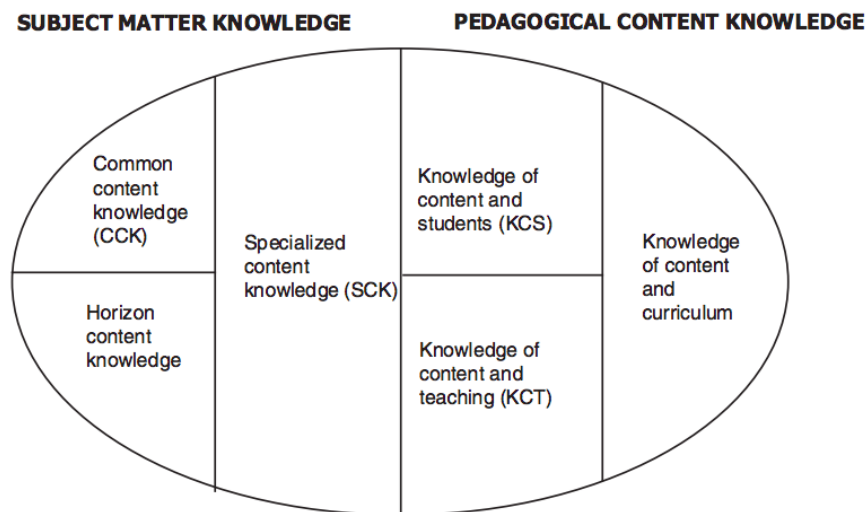 SUBJECT MATTER KNOWLEDGE
PEDAGOGICAL CONTENT KNOWLEDGE
Common
content
knowledge
(CCK)
Horizon
content
knowledge
Specialized
content
knowledge (SCK)
Knowledge of
content and
students (KCS)
Knowledge of
content and
teaching (KCT)
Knowledge
of content
and
curriculum